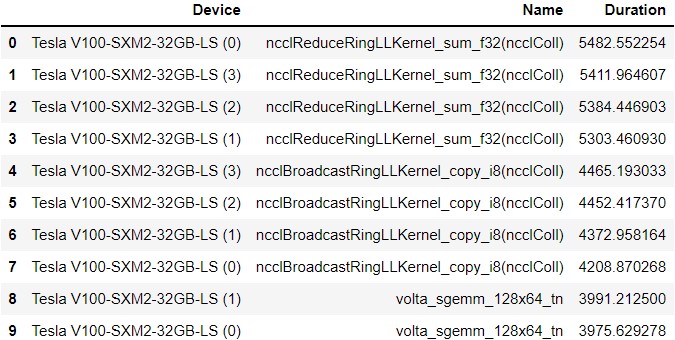 Device Name Duration
0 Tesla V100-SXM2-32GB-LS (0) ncclReduceRingLLKernel_sum_f32(ncclColl) 5482.552254
1 Tesla V100-SXM2-32GB-LS (3) ncclReduceRingLLKernel_sum_f32(ncclColl) 5411.964607
2 Tesla V100-SXM2-32GB-LS (2) ncclReduceRingLLKernel_sum_f32(ncclColl) 5384.446903
3 Tesla V100-SXM2-32GB-LS (1) ncclReduceRingLLKernel_sum_f32(ncclColl) 5303.460930
4 Tesla V100-SXM2-32GB-LS (3) ncclBroadcastRingLLKernel_copy_i8(ncclColl) 4465.193033
5 Tesla V100-SXM2-32GB-LS (2) ncclBroadcastRingLLKernel_copy_i8(ncclColl) 4452.417370
6 Tesla V100-SXM2-32GB-LS (1) ncclBroadcastRingLLKernel_copy_i8(ncclColl) 4372.958164
7 Tesla V100-SXM2-32GB-LS (0) ncclBroadcastRingLLKernel_copy_i8(ncclColl) 4208.870268
8 Tesla V100-SXM2-32GB-LS (1) volta_sgemm_128x64_tn 3991.212500
9 Tesla V100-SXM2-32GB-LS (0) volta_sgemm_128x64_tn 3975.629278